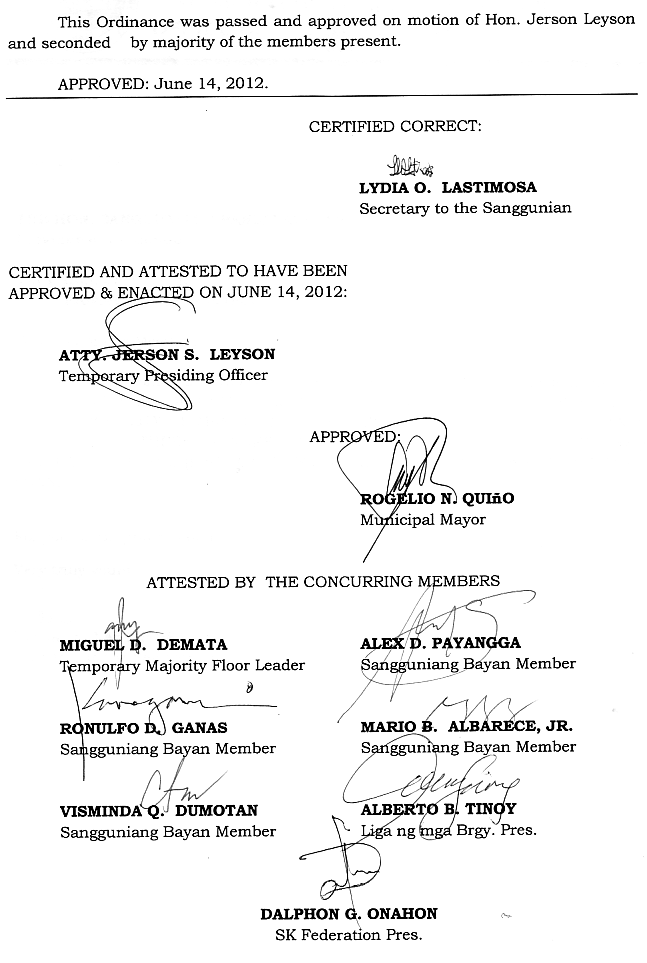 This Ordinance was passed and approved on motion of Hon. Jerson Leyson
and seconded by majority of the members present.
APPROVED: June 14, 2012.
CERTIFIED CORRECT:
LYDIA O. LASTIMOSA
Secretary to the Sanggunian
CERTIFIED AND ATTESTED TO HAVE BEEN
APPROVED & ENACTED ON JUNE 14, 2012:
ATTY. JERSON S. LEYSON
Temporary Presiding Officer
APPROVED:
ROGELIO N. QUIñO
Municipal Mayor
ATTESTED BY THE CONCURRING MEMBERS
MIGUEL D. DEMATA
Temporary Majority Floor Leader
ALEX D. PAYANGGA
Sangguniang Bayan Member
RONULFO D. GANAS
Sangguniang Bayan Member
MARIO B. ALBARECE, JR.
Sangguniang Bayan Member
VISMINDA Q. DUMOTAN
Sangguniang Bayan Member
ALBERTO B. TINOY
Liga ng mga Brgy. Pres.
DALPHON G. ONAHON
SK Federation Pres.